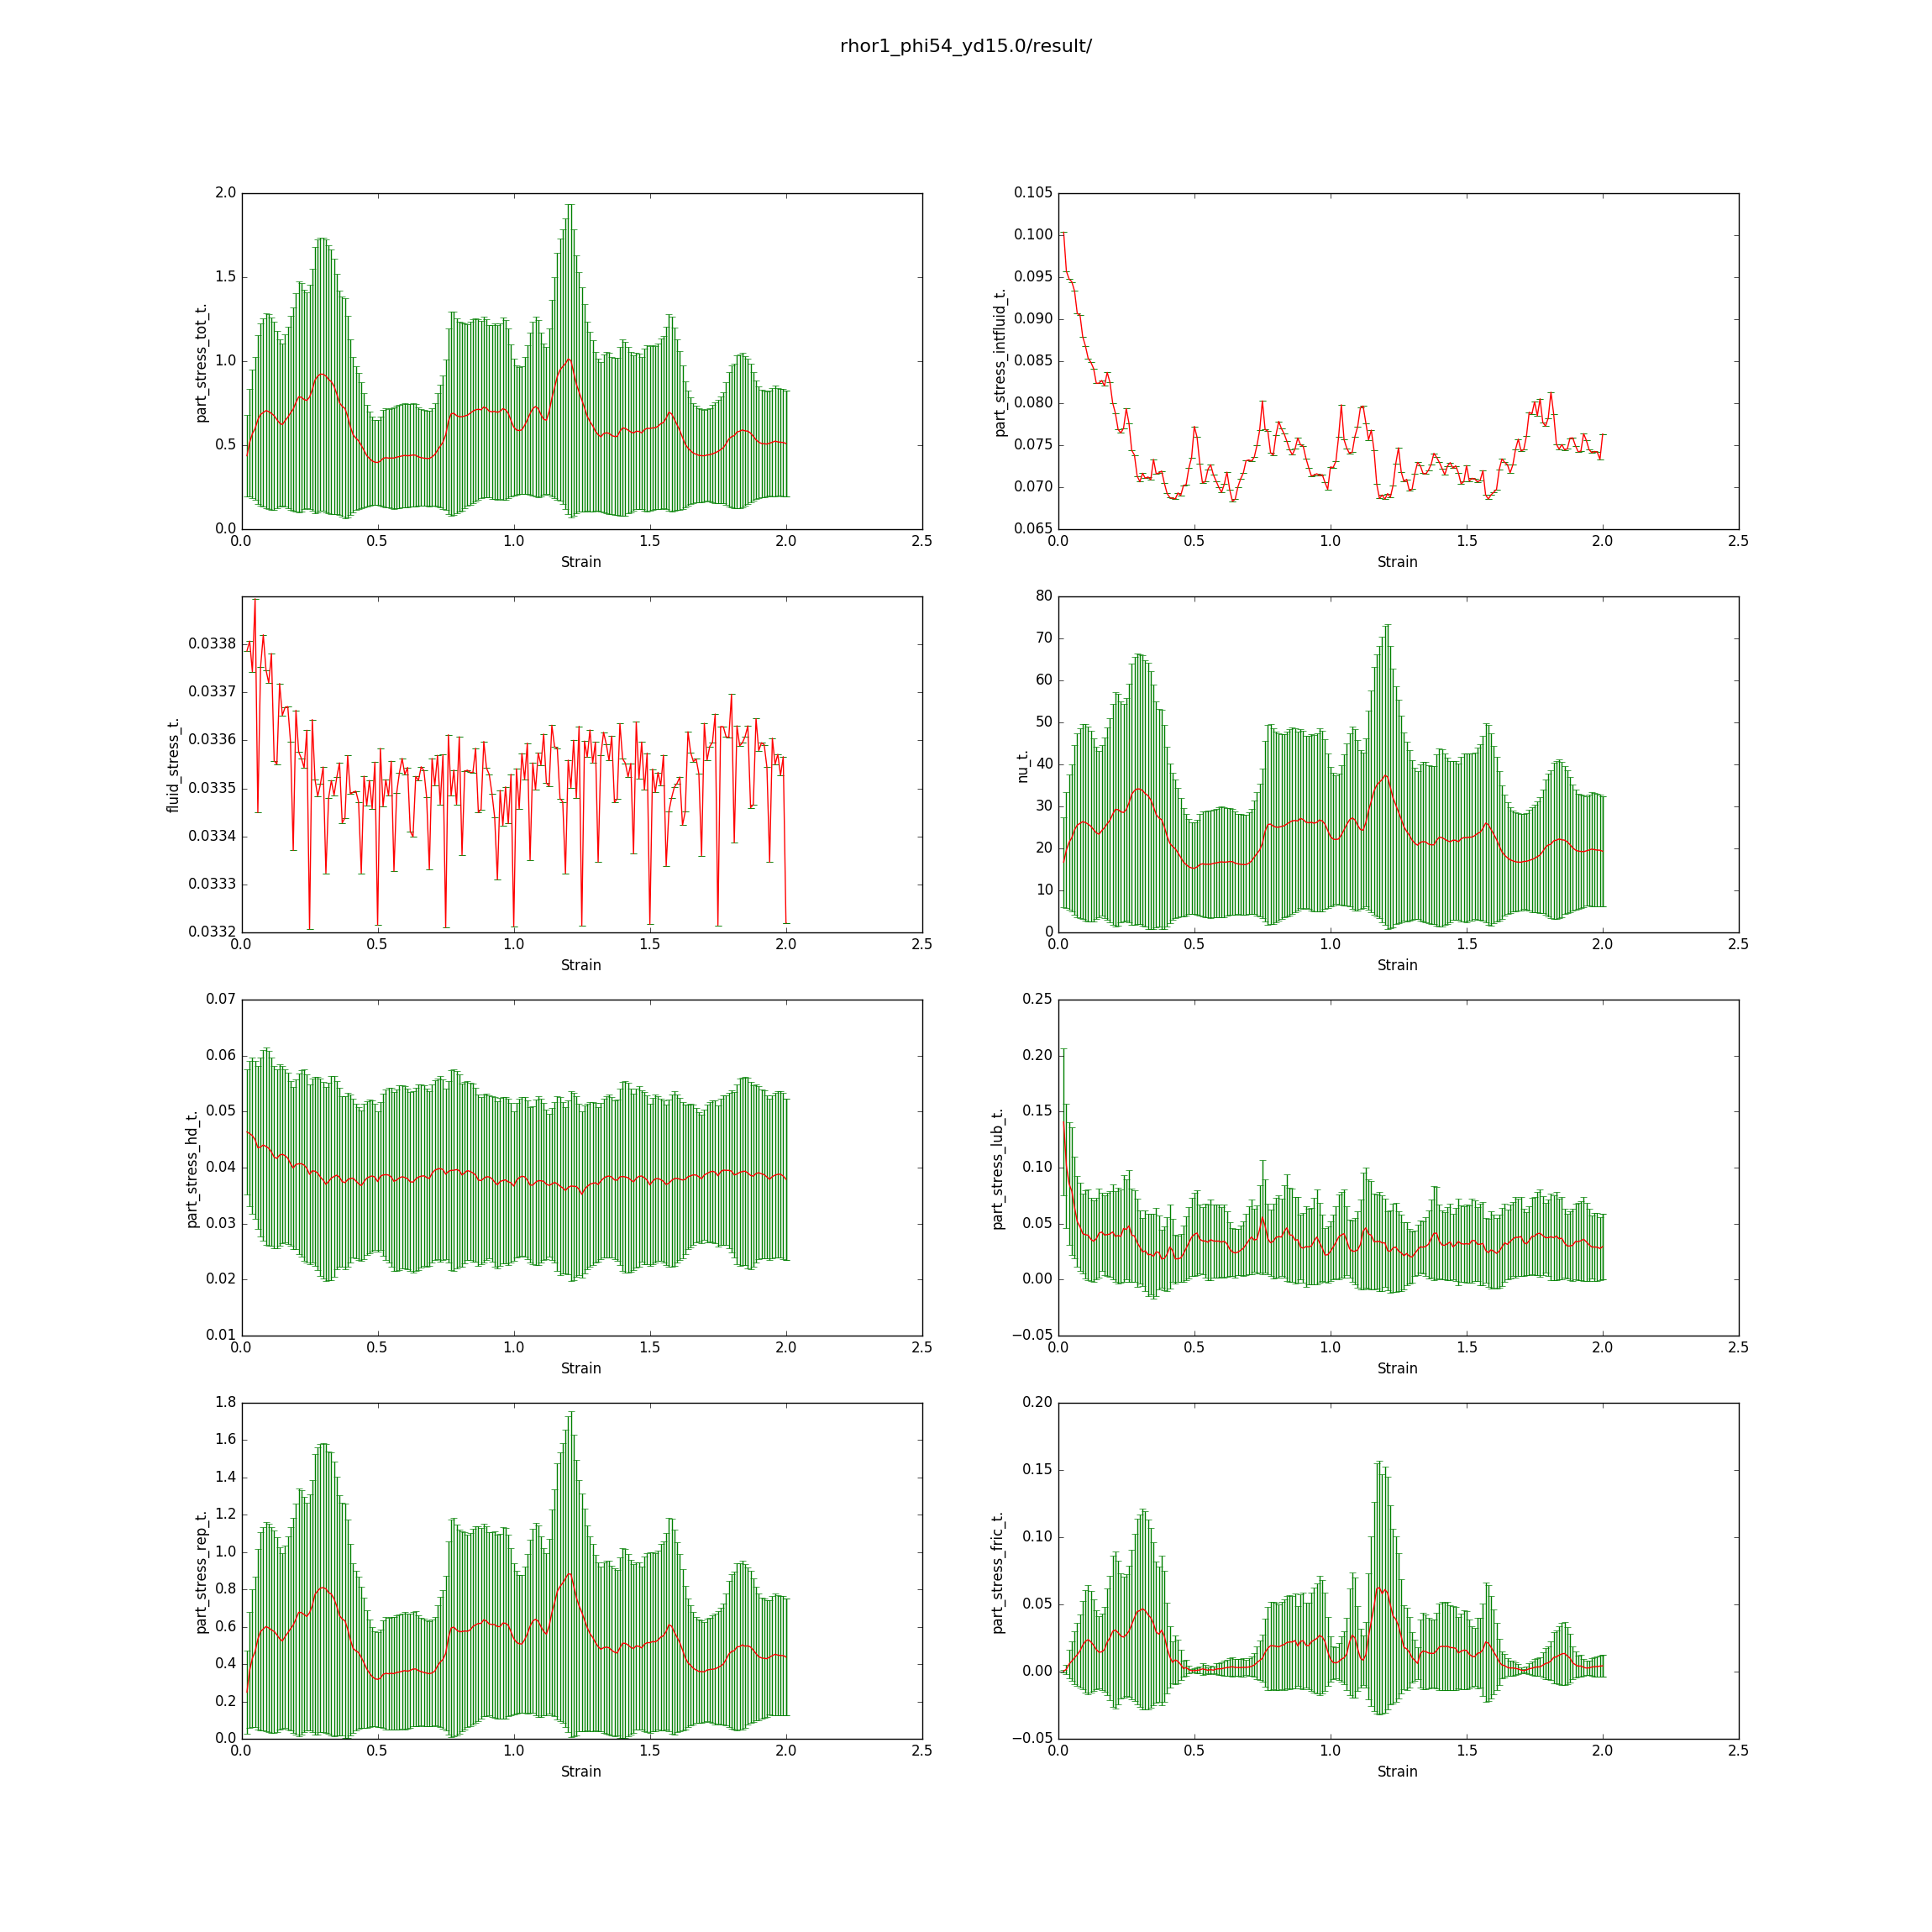 rhor1_phi54_yd15.0/result/
part_stress_tot_t.
2.0
1.5
1.0
0.5
0.0
0.0 0.5 1.0 1.5 2.0 2.5
Strain
part_stress_intfluid_t.
0.105
0.100
0.095
0.090
0.085
0.080
0.075
0.070
0.065
0.0 0.5 1.0 1.5 2.0 2.5
Strain
fluid_stress_t.
0.0338
0.0337
0.0336
0.0335
0.0334
0.0333
0.0332
0.0 0.5 1.0 1.5 2.0 2.5
Strain
nu_t.
80
70
60
50
40
30
20
10
0
0.0 0.5 1.0 1.5 2.0 2.5
Strain
part_stress_hd_t.
0.07
0.06
0.05
0.04
0.03
0.02
0.01
0.0 0.5 1.0 1.5 2.0 2.5
Strain
part_stress_lub_t.
0.25
0.20
0.15
0.10
0.05
0.00
−0.05
0.0 0.5 1.0 1.5 2.0 2.5
Strain
part_stress_rep_t.
1.8
1.6
1.4
1.2
1.0
0.8
0.6
0.4
0.2
0.0
0.0 0.5 1.0 1.5 2.0 2.5
Strain
part_stress_fric_t.
0.20
0.15
0.10
0.05
0.00
−0.05
0.0 0.5 1.0 1.5 2.0 2.5
Strain